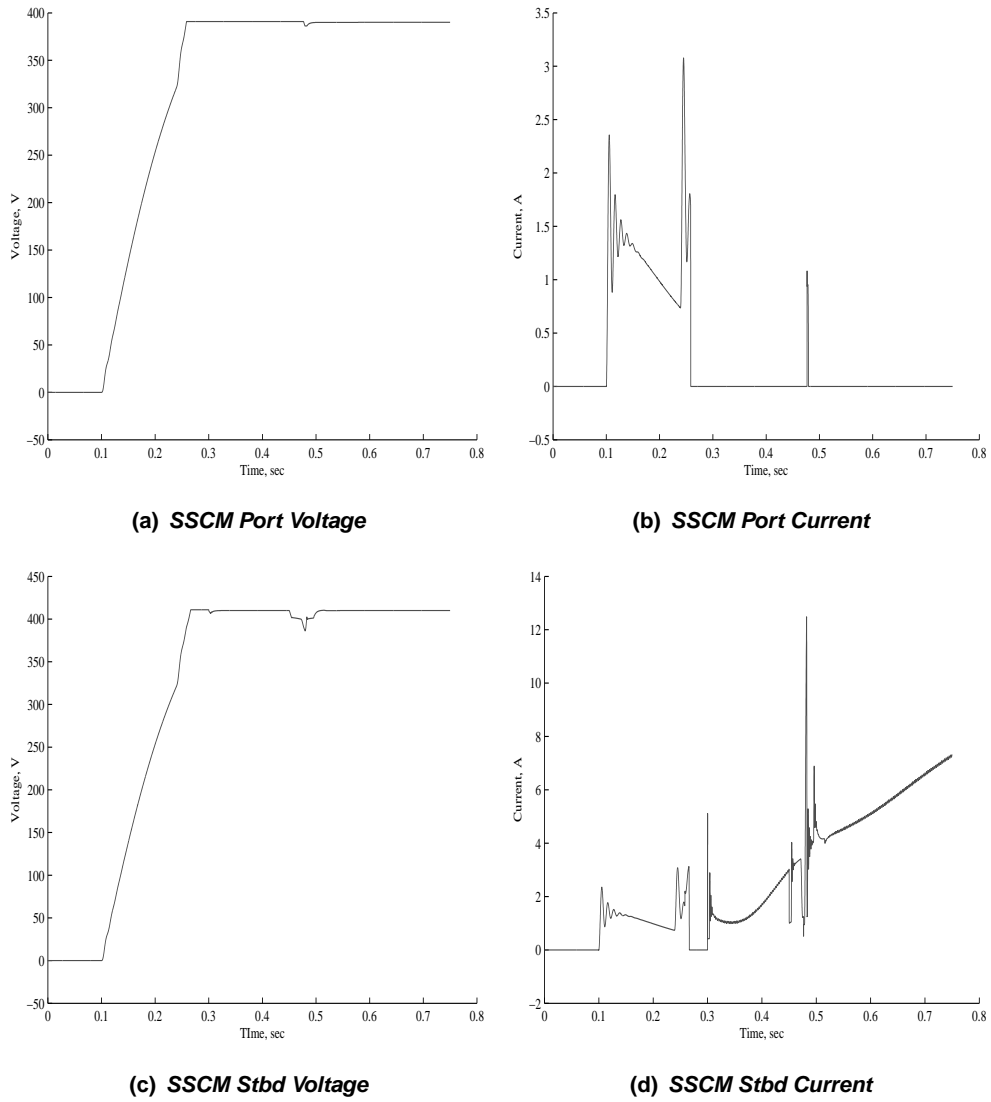 400
350
300
250
200
150
100
50
0
−50
Voltage, V
0 0.1 0.2 0.3 0.4 0.5 0.6 0.7 0.8
Time, sec
(a) SSCM Port Voltage
3.5
3
2.5
2
1.5
1
0.5
0
−0.5
Current, A
0 0.1 0.2 0.3 0.4 0.5 0.6 0.7 0.8
Time, sec
(b) SSCM Port Current
450
400
350
300
250
200
150
100
50
0
−50
Voltage, V
0 0.1 0.2 0.3 0.4 0.5 0.6 0.7 0.8
TIme, sec
(c) SSCM Stbd Voltage
14
12
10
8
6
4
2
0
−2
Current, A
0 0.1 0.2 0.3 0.4 0.5 0.6 0.7 0.8
Time, sec
(d) SSCM Stbd Current